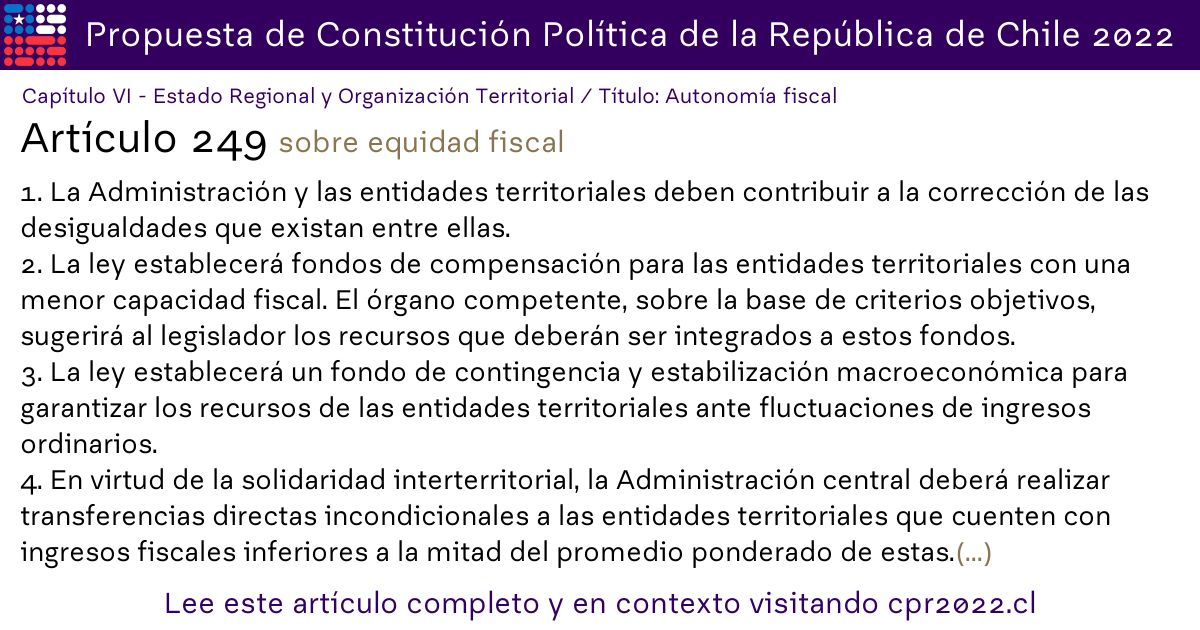 Propuesta de Constitución Política de la República de Chile 2022
Capítulo VI - Estado Regional y Organización Territorial / Título: Autonomía fiscal
Artículo 249 sobre equidad fiscal
1. La Administración y las entidades territoriales deben contribuir a la corrección de las
desigualdades que existan entre ellas.
2. La ley establecerá fondos de compensación para las entidades territoriales con una
menor capacidad fiscal. El órgano competente, sobre la base de criterios objetivos,
sugerirá al legislador los recursos que deberán ser integrados a estos fondos.
3. La ley establecerá un fondo de contingencia y estabilización macroeconómica para
garantizar los recursos de las entidades territoriales ante fluctuaciones de ingresos
ordinarios.
4. En virtud de la solidaridad interterritorial, la Administración central deberá realizar
transferencias directas incondicionales a las entidades territoriales que cuenten con
ingresos fiscales inferiores a la mitad del promedio ponderado de estas.(...)
Lee este artículo completo y en contexto visitando cpr2022.cl